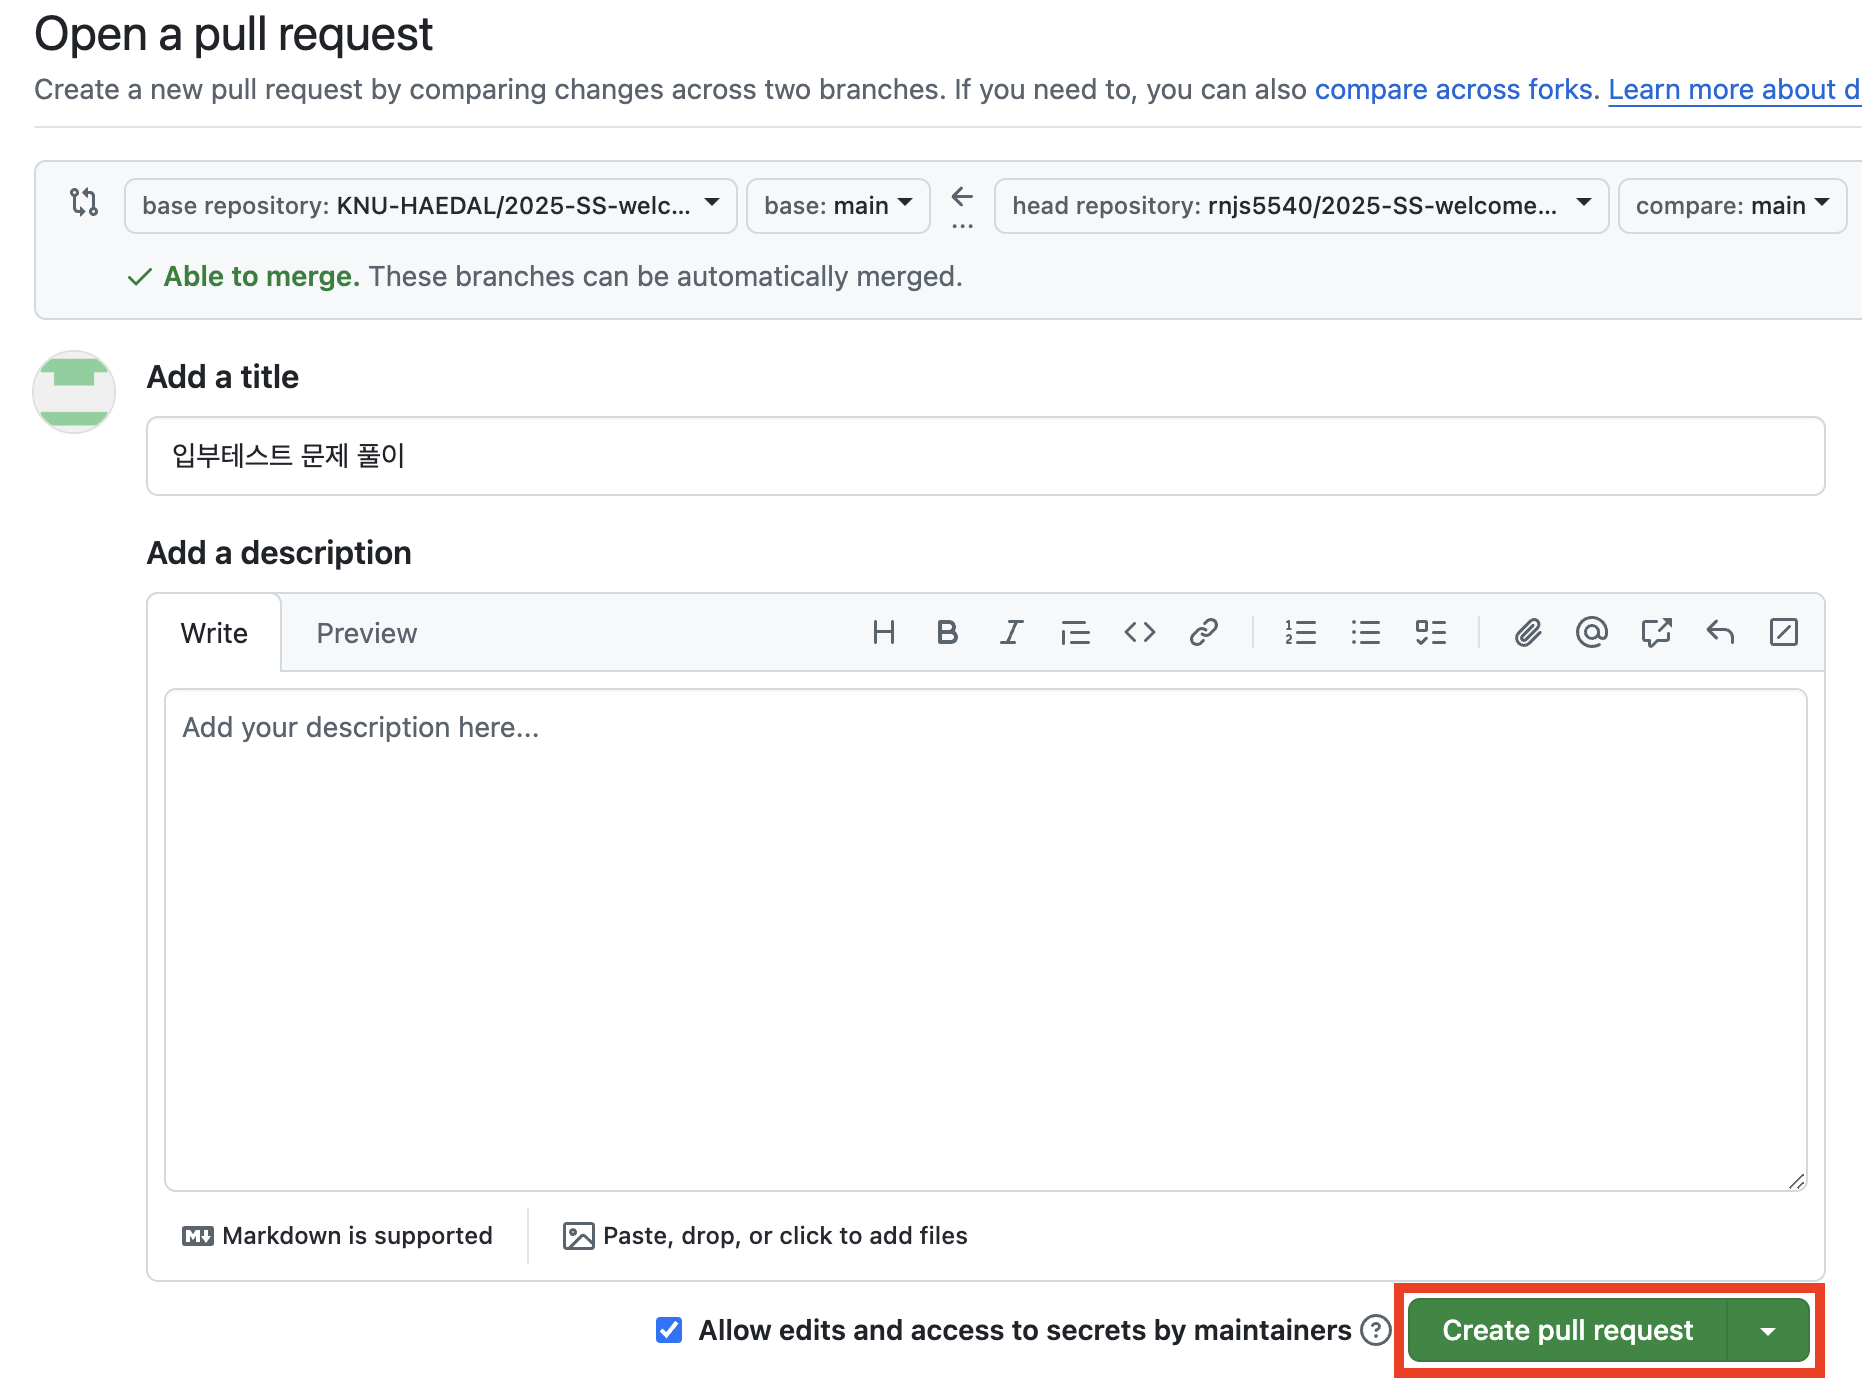 Open a pull request
Create a new pull request by comparing changes across two branches. If you need to, you can also compare across forks. Learn more about d
base repository: KNU-HAEDAL/2025-SS-welc... base: main ... head repository: rnjs5540/2025-SS-welcome... compare: main
Able to merge. These branches can be automatically merged.
Add a title
입부테스트 문제 풀이
Add a description
Write Preview
Add your description here...
Markdown is supported Paste, drop, or click to add files
Allow edits and access to secrets by maintainers Create pull request